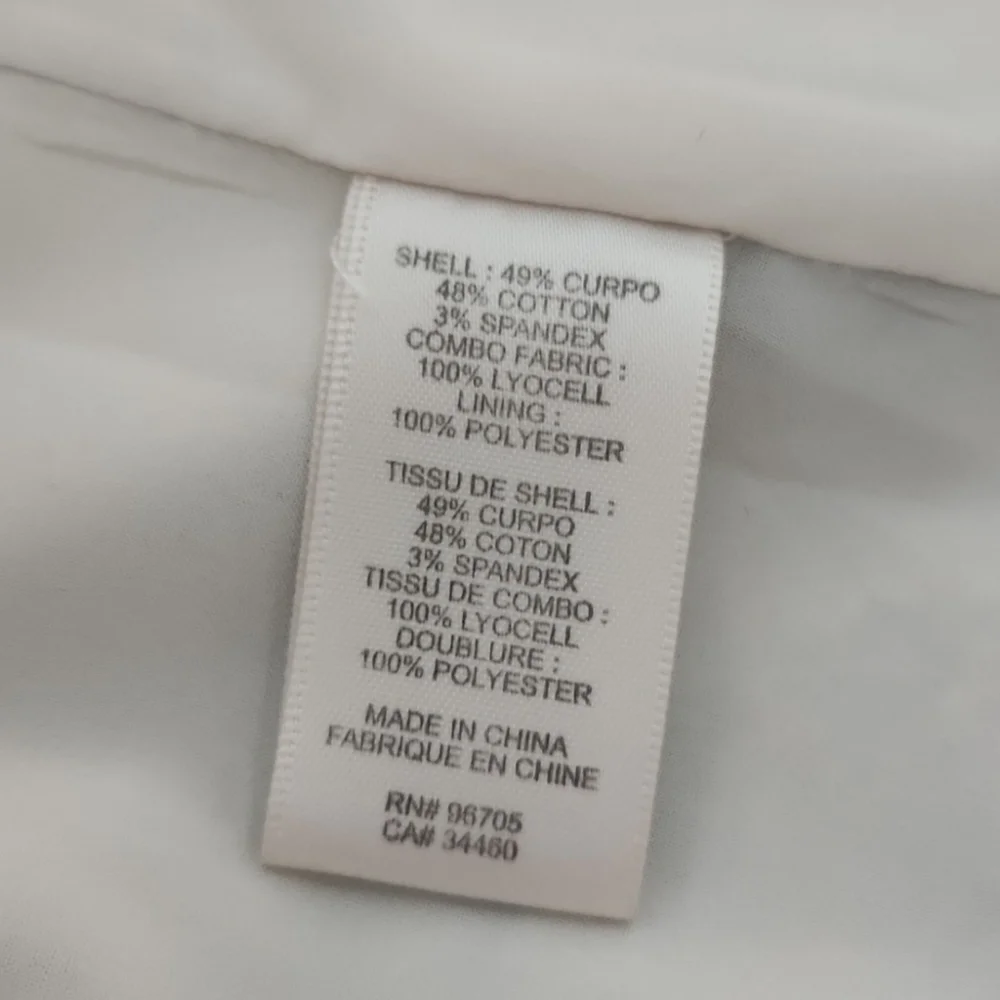 SHELL : 49% CURPO
48% COTTON
3% SPANDEX
COMBO FABRIC :
100% LYOCELL
LINING :
100% POLYESTER
TISSU DE SHELL :
49% CURPO
48% COTON
3% SPANDEX
TISSU DE COMBO :
100% LYOCELL
DOUBLURE :
100% POLYESTER
MADE IN CHINA
FABRIQUE EN CHINE
RN# 96705
CA# 34460